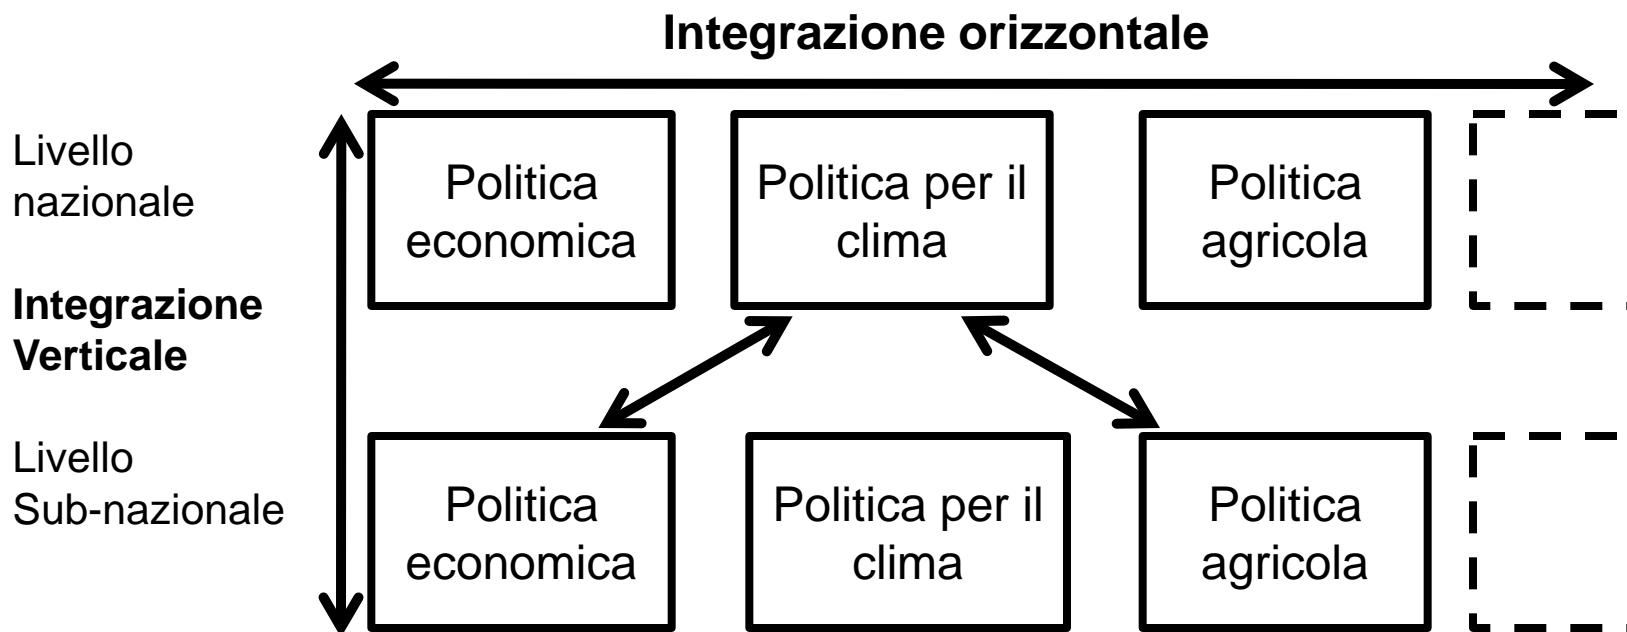 Integrazione orizzontale
Livello
nazionale
Politica
economica
Politica per il
clima
Politica
agricola
Integrazione
Verticale
Livello
Sub-nazionale
Politica
economica
Politica per il
clima
Politica
agricola